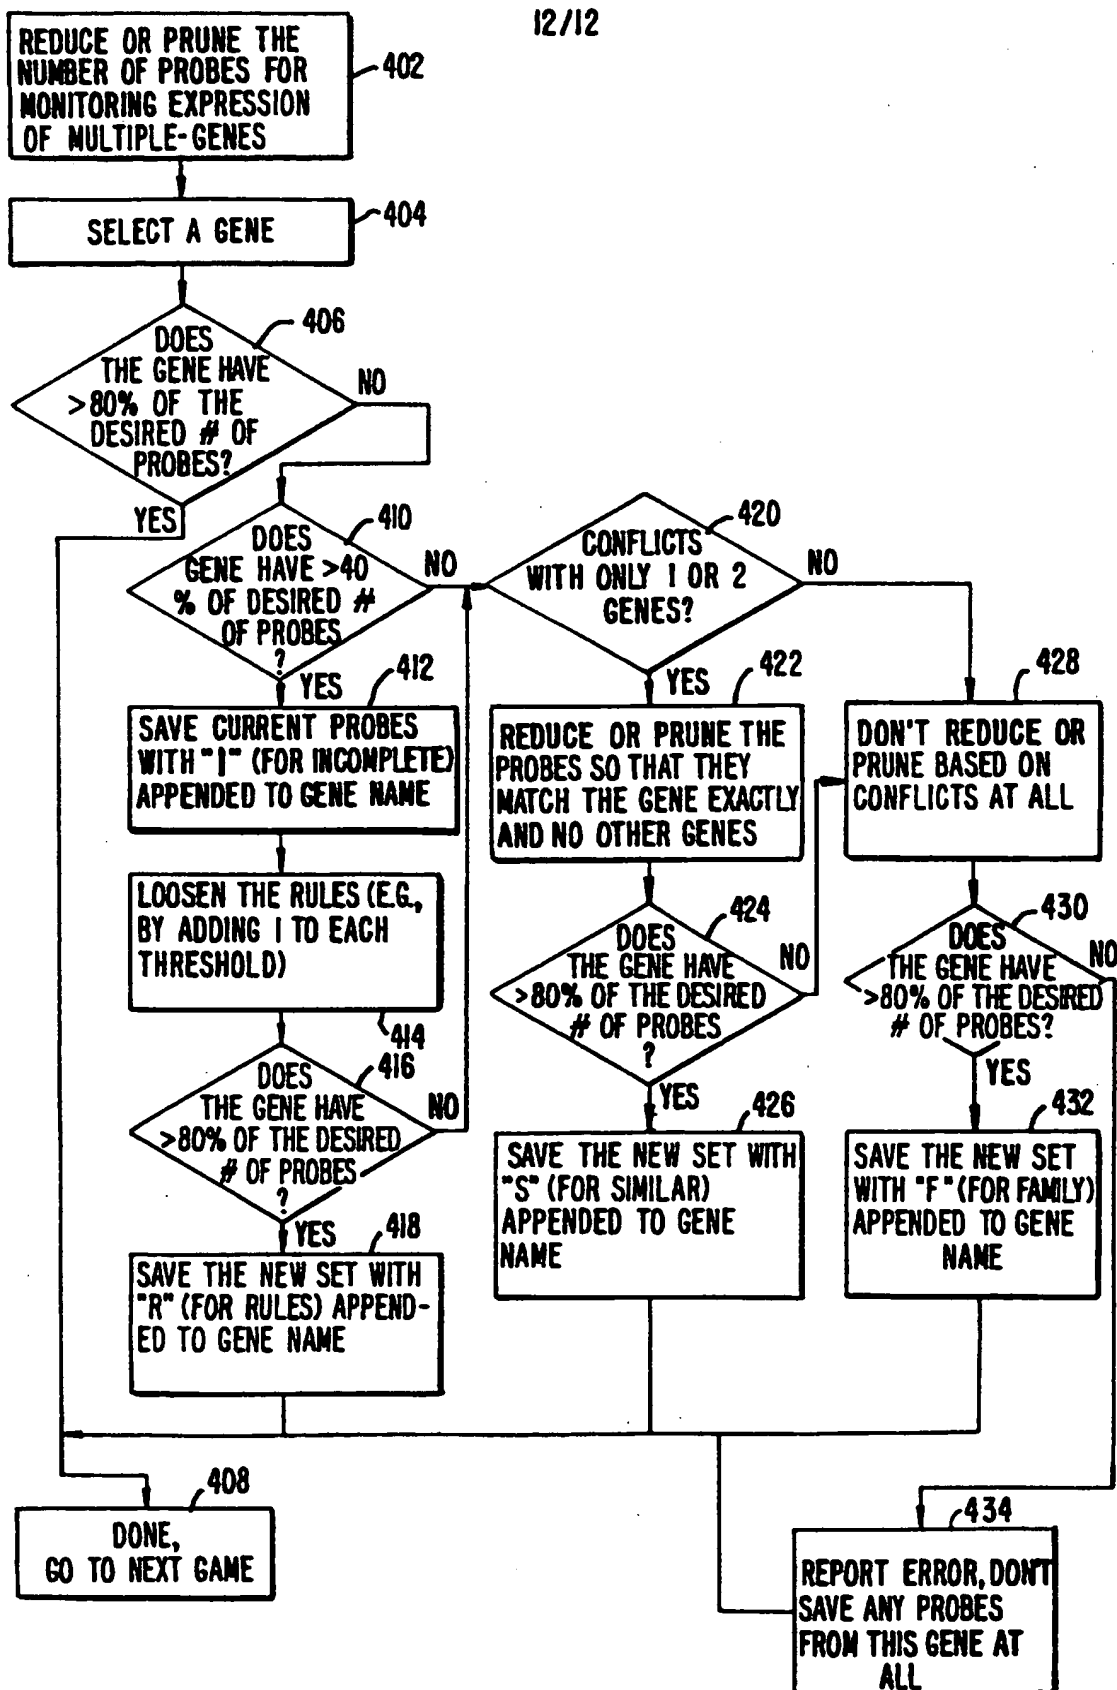 12/12
REDUCE OR PRUNE THE
NUMBER OF PROBES FOR
MONITORING EXPRESSION
OF MULTIPLE-GENES
402
SELECT A GENE
404
DOES
THE GENE HAVE
>80% OF THE
DESIRED # OF
PROBES?
406
NO
YES
DOES
GENE HAVE >40
% OF DESIRED #
OF PROBES
?
410
NO
YES
SAVE CURRENT PROBES
WITH "I" (FOR INCOMPLETE)
APPENDED TO GENE NAME
412
LOOSEN THE RULES (E.G.,
BY ADDING 1 TO EACH
THRESHOLD)
414
DOES
THE GENE HAVE
>80% OF THE DESIRED
# OF PROBES
?
416
NO
YES
SAVE THE NEW SET WITH
"R" (FOR RULES) APPEND-
ED TO GENE NAME
418
CONFLICTS
WITH ONLY 1 OR 2
GENES?
420
NO
YES
REDUCE OR PRUNE THE
PROBES SO THAT THEY
MATCH THE GENE EXACTLY
AND NO OTHER GENES
422
DOES
THE GENE HAVE
>80% OF THE DESIRED
# OF PROBES
?
424
NO
YES
SAVE THE NEW SET WITH
"S" (FOR SIMILAR)
APPENDED TO GENE
NAME
426
DON'T REDUCE OR
PRUNE BASED ON
CONFLICTS AT ALL
428
DOES
THE GENE HAVE
>80% OF THE DESIRED
# OF PROBES?
430
NO
YES
SAVE THE NEW SET
WITH "F" (FOR FAMILY)
APPENDED TO GENE
NAME
432
DONE,
GO TO NEXT GAME
408
REPORT ERROR, DON'T
SAVE ANY PROBES
FROM THIS GENE AT
ALL
434